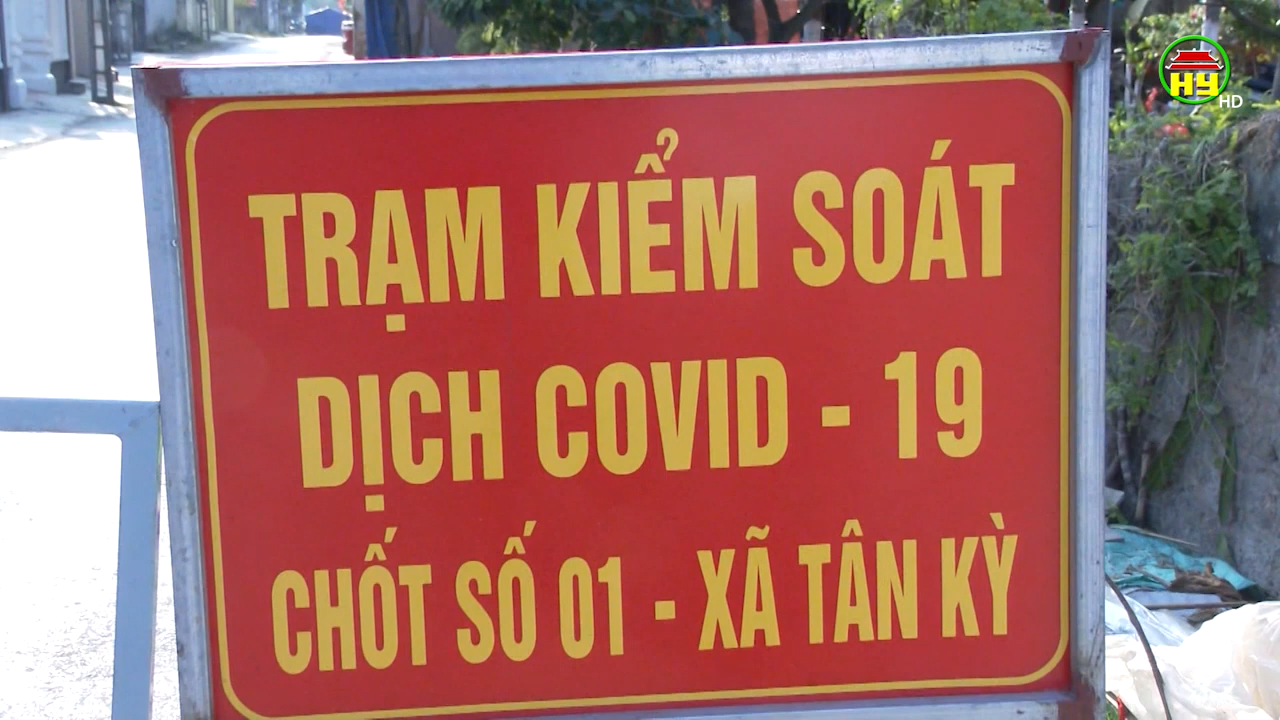 HY
HD
TRẠM KIỂM SOÁT
DỊCH COVID - 19
CHỐT SỐ 01 - XÃ TÂN KỲ